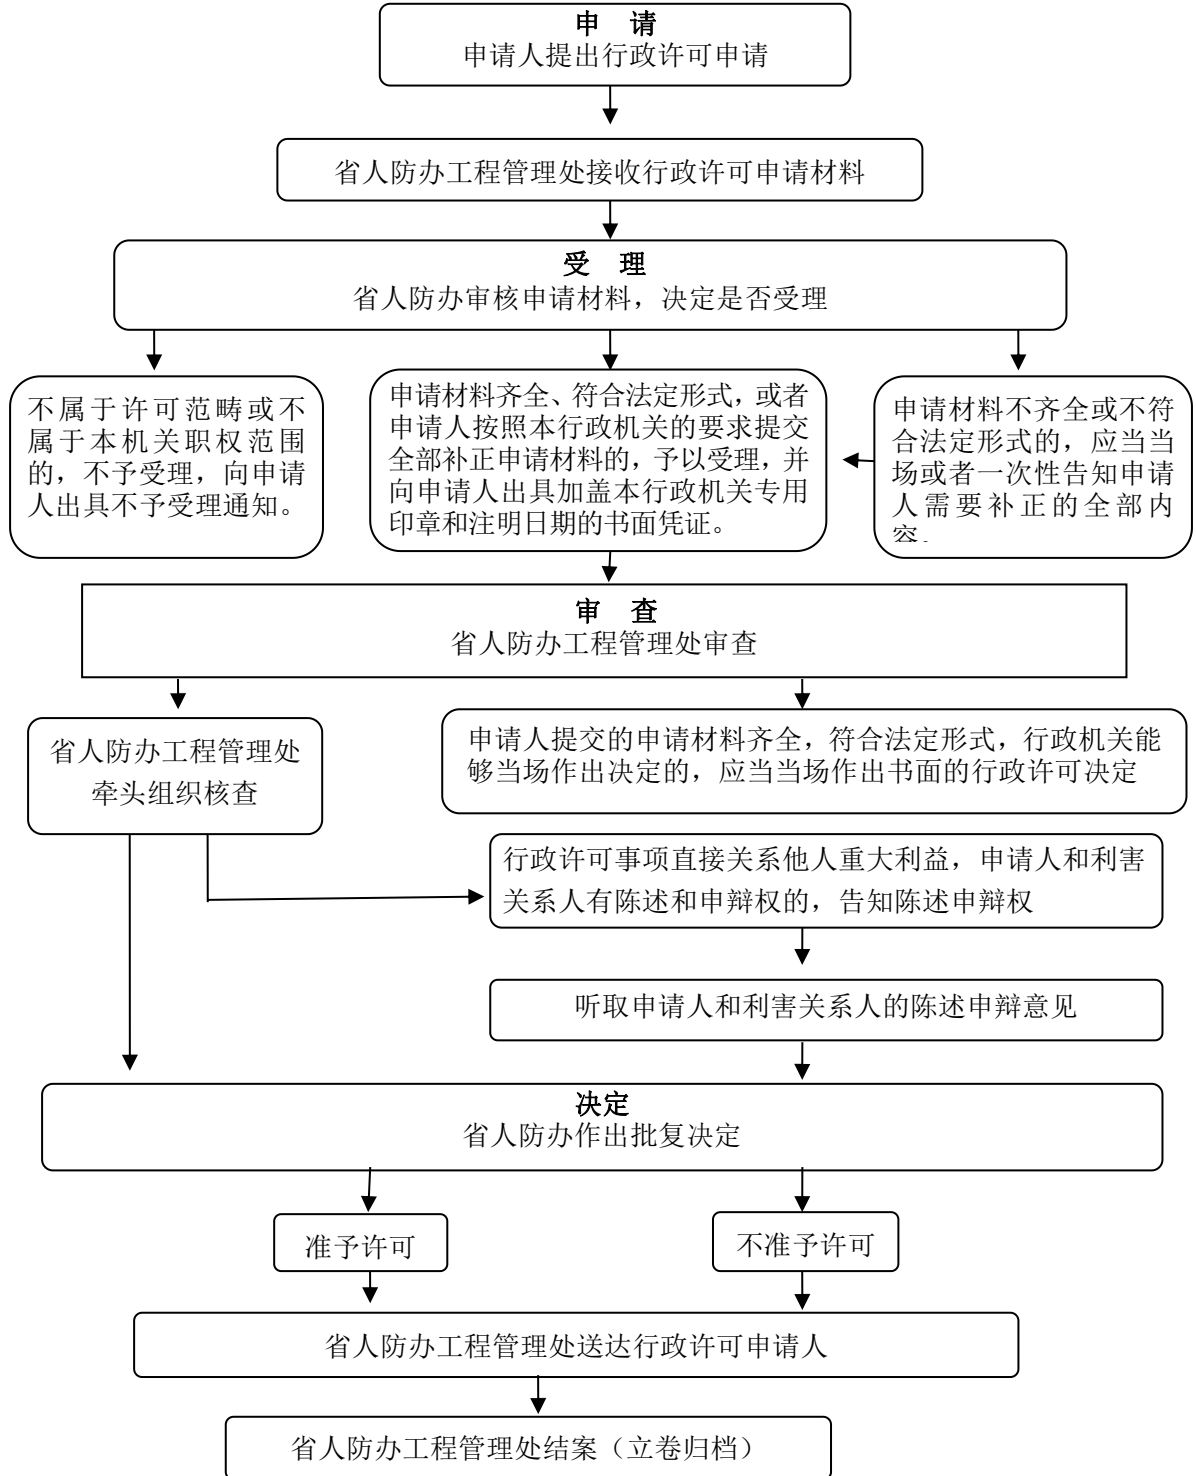 申 请
申请人提出行政许可申请
省人防办工程管理处接收行政许可申请材料
受 理
省人防办审核申请材料，决定是否受理
不属于许可范畴或不
属于本机关职权范围
的，不予受理，向申请
人出具不予受理通知。
申请材料齐全、符合法定形式，或者
申请人按照本行政机关的要求提交
全部补正申请材料的，予以受理，并
向申请人出具加盖本行政机关专用
印章和注明日期的书面凭证。
申请材料不齐全或不符
合法定形式的，应当当
场或者一次性告知申请
人需要补正的全部内
容。
审 查
省人防办工程管理处审查
省人防办工程管理处
牵头组织核查
申请人提交的申请材料齐全，符合法定形式，行政机关能
够当场作出决定的，应当当场作出书面的行政许可决定
行政许可事项直接关系他人重大利益，申请人和利害
关系人有陈述和申辩权的，告知陈述申辩权
听取申请人和利害关系人的陈述申辩意见
决定
省人防办作出批复决定
准予许可
不准予许可
省人防办工程管理处送达行政许可申请人
省人防办工程管理处结案（立卷归档）